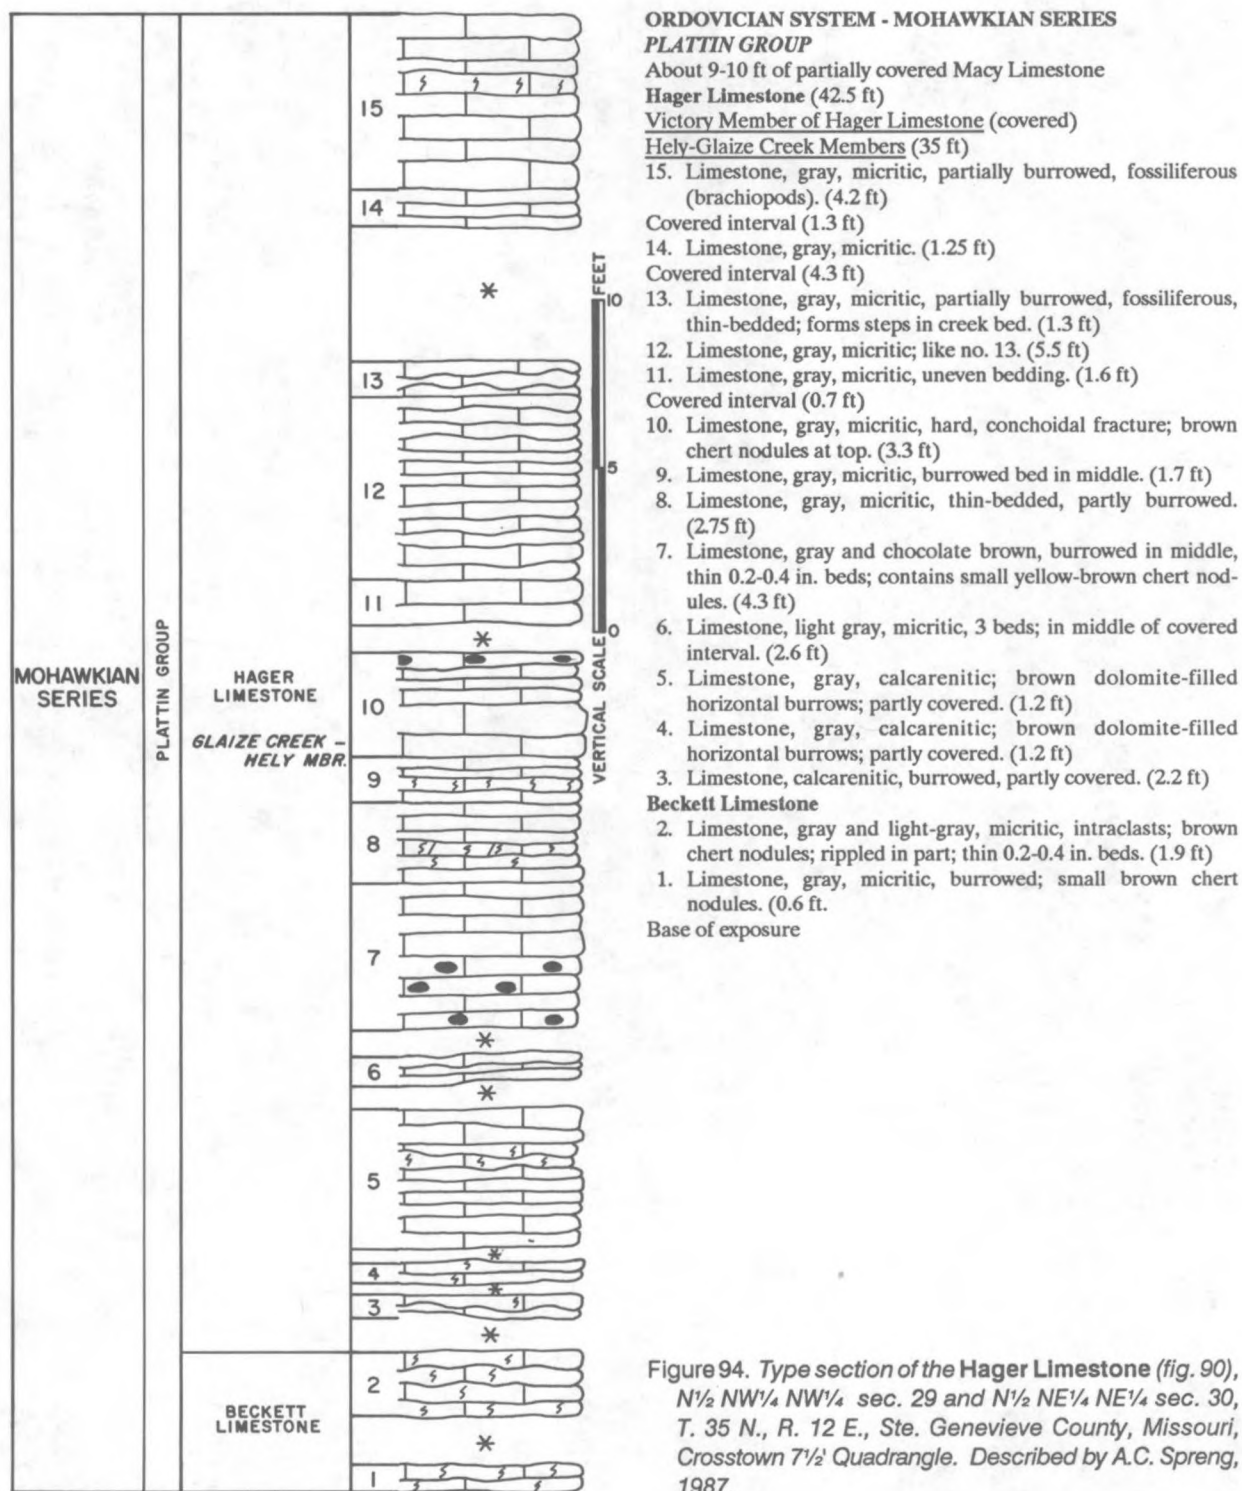 MOHAWKIAN
SERIES
PLATTIN GROUP
HAGER
LIMESTONE
GLAIZE CREEK –
HELY MBR.
BECKETT
LIMESTONE
15
14
*
13
12
11
*
10
9
8
7
*
6
*
5
*
4
*
3
*
2
*
1
FEET
10
5
0
VERTICAL SCALE
ORDOVICIAN SYSTEM - MOHAWKIAN SERIES
PLATTIN GROUP
About 9-10 ft of partially covered Macy Limestone
Hager Limestone (42.5 ft)
Victory Member of Hager Limestone (covered)
Hely-Glaize Creek Members (35 ft)
15. Limestone, gray, micritic, partially burrowed, fossiliferous
(brachiopods). (4.2 ft)
Covered interval (1.3 ft)
14. Limestone, gray, micritic. (1.25 ft)
Covered interval (4.3 ft)
13. Limestone, gray, micritic, partially burrowed, fossiliferous,
thin-bedded; forms steps in creek bed. (1.3 ft)
12. Limestone, gray, micritic; like no. 13. (5.5 ft)
11. Limestone, gray, micritic, uneven bedding. (1.6 ft)
Covered interval (0.7 ft)
10. Limestone, gray, micritic, hard, conchoidal fracture; brown
chert nodules at top. (3.3 ft)
9. Limestone, gray, micritic, burrowed bed in middle. (1.7 ft)
8. Limestone, gray, micritic, thin-bedded, partly burrowed.
(2.75 ft)
7. Limestone, gray and chocolate brown, burrowed in middle,
thin 0.2-0.4 in. beds; contains small yellow-brown chert nod-
ules. (4.3 ft)
6. Limestone, light gray, micritic, 3 beds; in middle of covered
interval. (2.6 ft)
5. Limestone, gray, calcarenitic; brown dolomite-filled
horizontal burrows; partly covered. (1.2 ft)
4. Limestone, gray, calcarenitic; brown dolomite-filled
horizontal burrows; partly covered. (1.2 ft)
3. Limestone, calcarenitic, burrowed, partly covered. (2.2 ft)
Beckett Limestone
2. Limestone, gray and light-gray, micritic, intraclasts; brown
chert nodules; rippled in part; thin 0.2-0.4 in. beds. (1.9 ft)
1. Limestone, gray, micritic, burrowed; small brown chert
nodules. (0.6 ft.
Base of exposure
Figure 94. Type section of the Hager Limestone (fig. 90),
N½ NW¼ NW¼ sec. 29 and N½ NE¼ NE¼ sec. 30,
T. 35 N., R. 12 E., Ste. Genevieve County, Missouri,
Crosstown 7½' Quadrangle. Described by A.C. Spreng,
1987